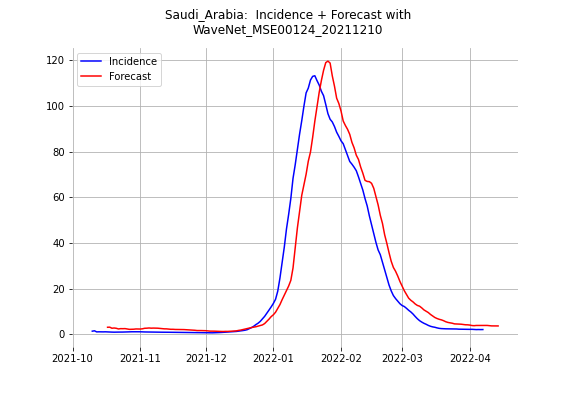 Saudi_Arabia:  Incidence + Forecast with
WaveNet_MSE00124_20211210
Incidence
Forecast
120
100
80
60
40
20
0
2021-10 2021-11 2021-12 2022-01 2022-02 2022-03 2022-04